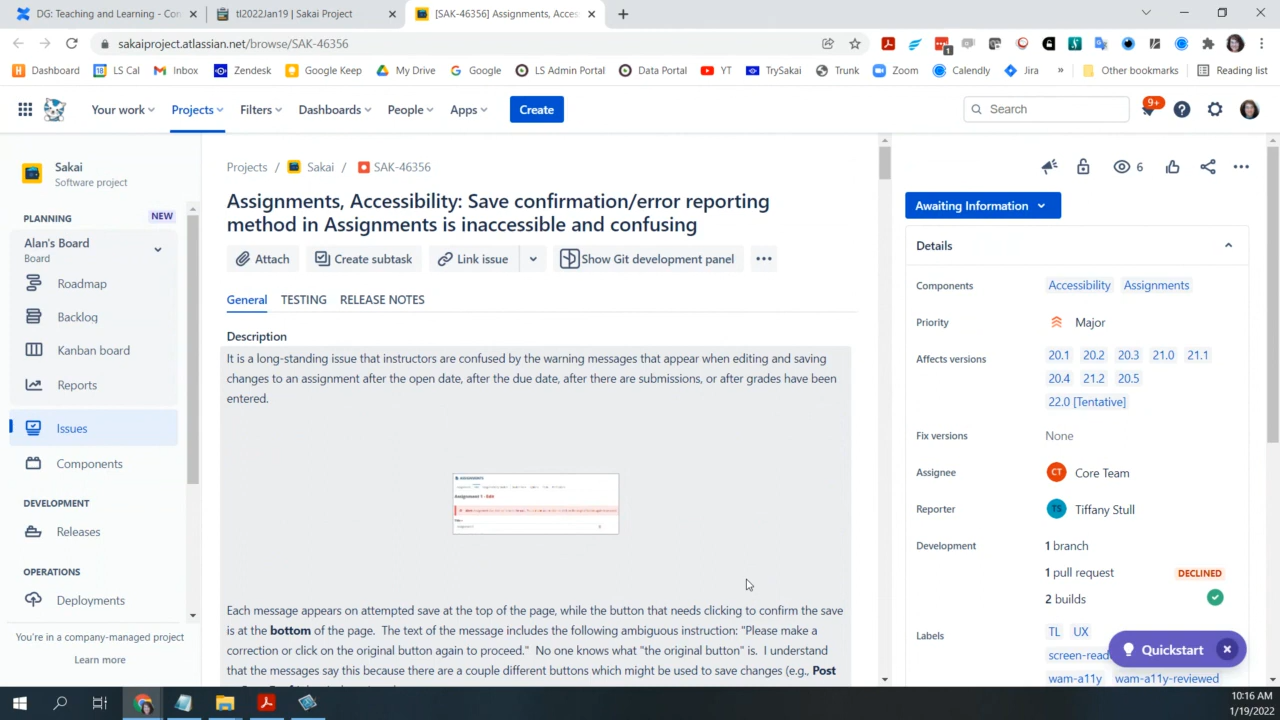 DG: Teaching and Learning - Con
tl2022Jan19 | Sakai Project
[SAK-46356] Assignments, Access
sakaiproject.atlassian.net/browse/SAK-46356
Dashboard
LS Cal
Inbox
Zendesk
Google Keep
My Drive
Google
LS Admin Portal
Data Portal
YT
TrySakai
Trunk
Zoom
Calendly
Jira
»
Other bookmarks
Reading list
Your work
Projects
Filters
Dashboards
People
Apps
Create
Search
9+
Sakai
Software project
PLANNING
NEW
Alan's Board
Board
Roadmap
Backlog
Kanban board
Reports
Issues
Components
DEVELOPMENT
Releases
OPERATIONS
Deployments
You're in a company-managed project
Learn more
Projects / Sakai / SAK-46356
Assignments, Accessibility: Save confirmation/error reporting
method in Assignments is inaccessible and confusing
Attach
Create subtask
Link issue
Show Git development panel
General
TESTING
RELEASE NOTES
Description
It is a long-standing issue that instructors are confused by the warning messages that appear when editing and saving
changes to an assignment after the open date, after the due date, after there are submissions, or after grades have been
entered.
ASSIGNMENTS
Assignment 1 - Edit
Each message appears on attempted save at the top of the page, while the button that needs clicking to confirm the save
is at the bottom of the page. The text of the message includes the following ambiguous instruction: "Please make a
correction or click on the original button again to proceed." No one knows what "the original button" is. I understand
that the messages say this because there are a couple different buttons which might be used to save changes (e.g., Post
6
Awaiting Information
Details
Components
Accessibility
Assignments
Priority
Major
Affects versions
20.1 20.2 20.3 21.0 21.1
20.4 21.2 20.5
22.0 [Tentative]
Fix versions
None
Assignee
CT
Core Team
Reporter
TS
Tiffany Stull
Development
1 branch
1 pull request
DECLINED
2 builds
Labels
TL UX
screen-read
wam-a11y wam-a11y-reviewed
Quickstart
10:16 AM
1/19/2022